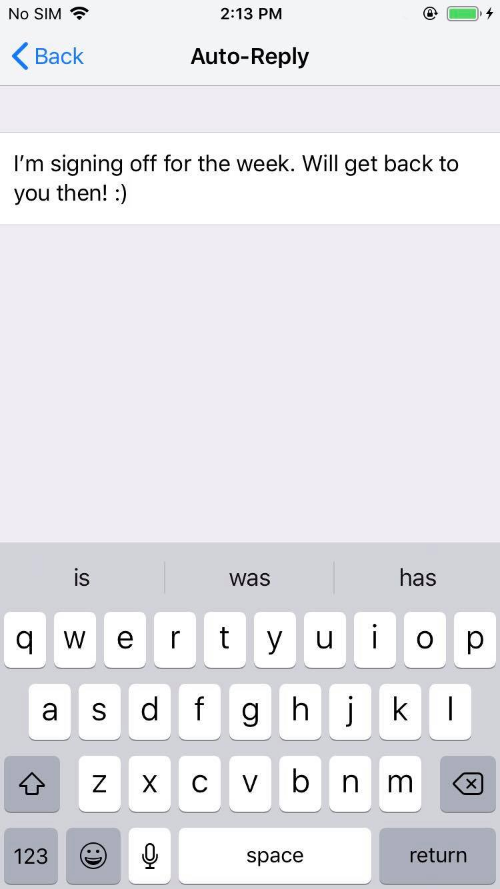 No SIM 2:13 PM
Back Auto-Reply
I’m signing off for the week. Will get back to
you then! :)
is was has
q w e r t y u i o p
a s d f g h j k l
z x c v b n m
123 space return